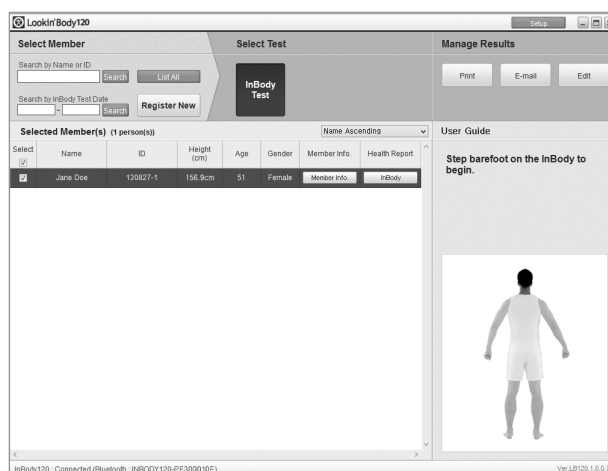 Lookin'Body120
Setup
Select Member
Select Test
Manage Results
Search by Name or ID
Search
List All
InBody
Test
Print
E-mail
Edit
Search by InBody Test Date
-
Search
Register New
Selected Member(s) (1 person(s))
Name Ascending
User Guide
Select
Name
ID
Height
(cm)
Age
Gender
Member Info.
Health Report
Step barefoot on the InBody to
begin.
Jane Doe
130827-1
156.9cm
51
Female
Member Info.
InBody
InBody120 : Connected (Bluetooth : INBODY120-PF300010F)